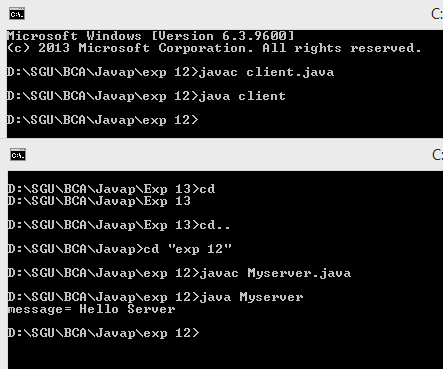 C:\.
C:
Microsoft Windows [Version 6.3.9600]
(c) 2013 Microsoft Corporation. All rights reserved.
D:\SGU\BCA\Javap\exp 12>javac client.java
D:\SGU\BCA\Javap\exp 12>java client
D:\SGU\BCA\Javap\exp 12>
C:\.
C:
D:\SGU\BCA\Javap\Exp 13>cd
D:\SGU\BCA\Javap\Exp 13
D:\SGU\BCA\Javap\Exp 13>cd..
D:\SGU\BCA\Javap>cd "exp 12"
D:\SGU\BCA\Javap\exp 12>javac Myserver.java
D:\SGU\BCA\Javap\exp 12>java Myserver
message= Hello Server
D:\SGU\BCA\Javap\exp 12>